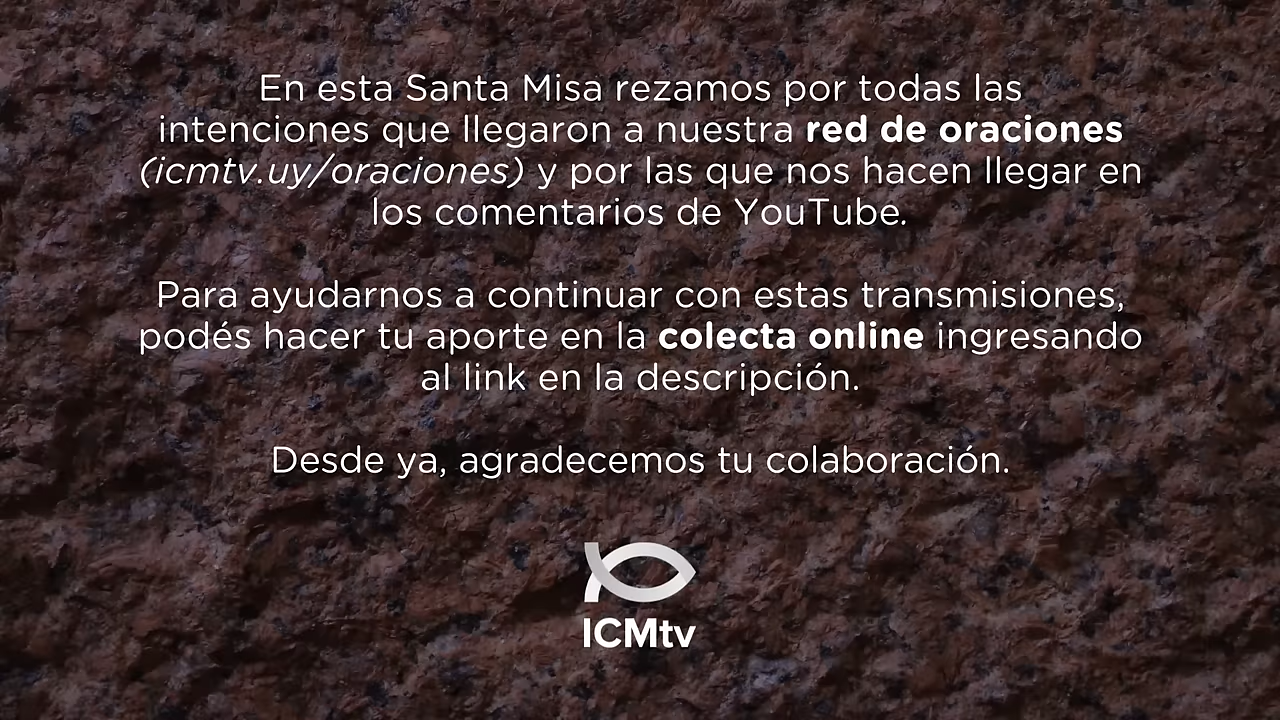 En esta Santa Misa rezamos por todas las
intenciones que llegaron a nuestra red de oraciones
(icmtv.uy/oraciones) y por las que nos hacen llegar en
los comentarios de YouTube.
Para ayudarnos a continuar con estas transmisiones,
podés hacer tu aporte en la colecta online ingresando
al link en la descripción.
Desde ya, agradecemos tu colaboración.
ICMtv